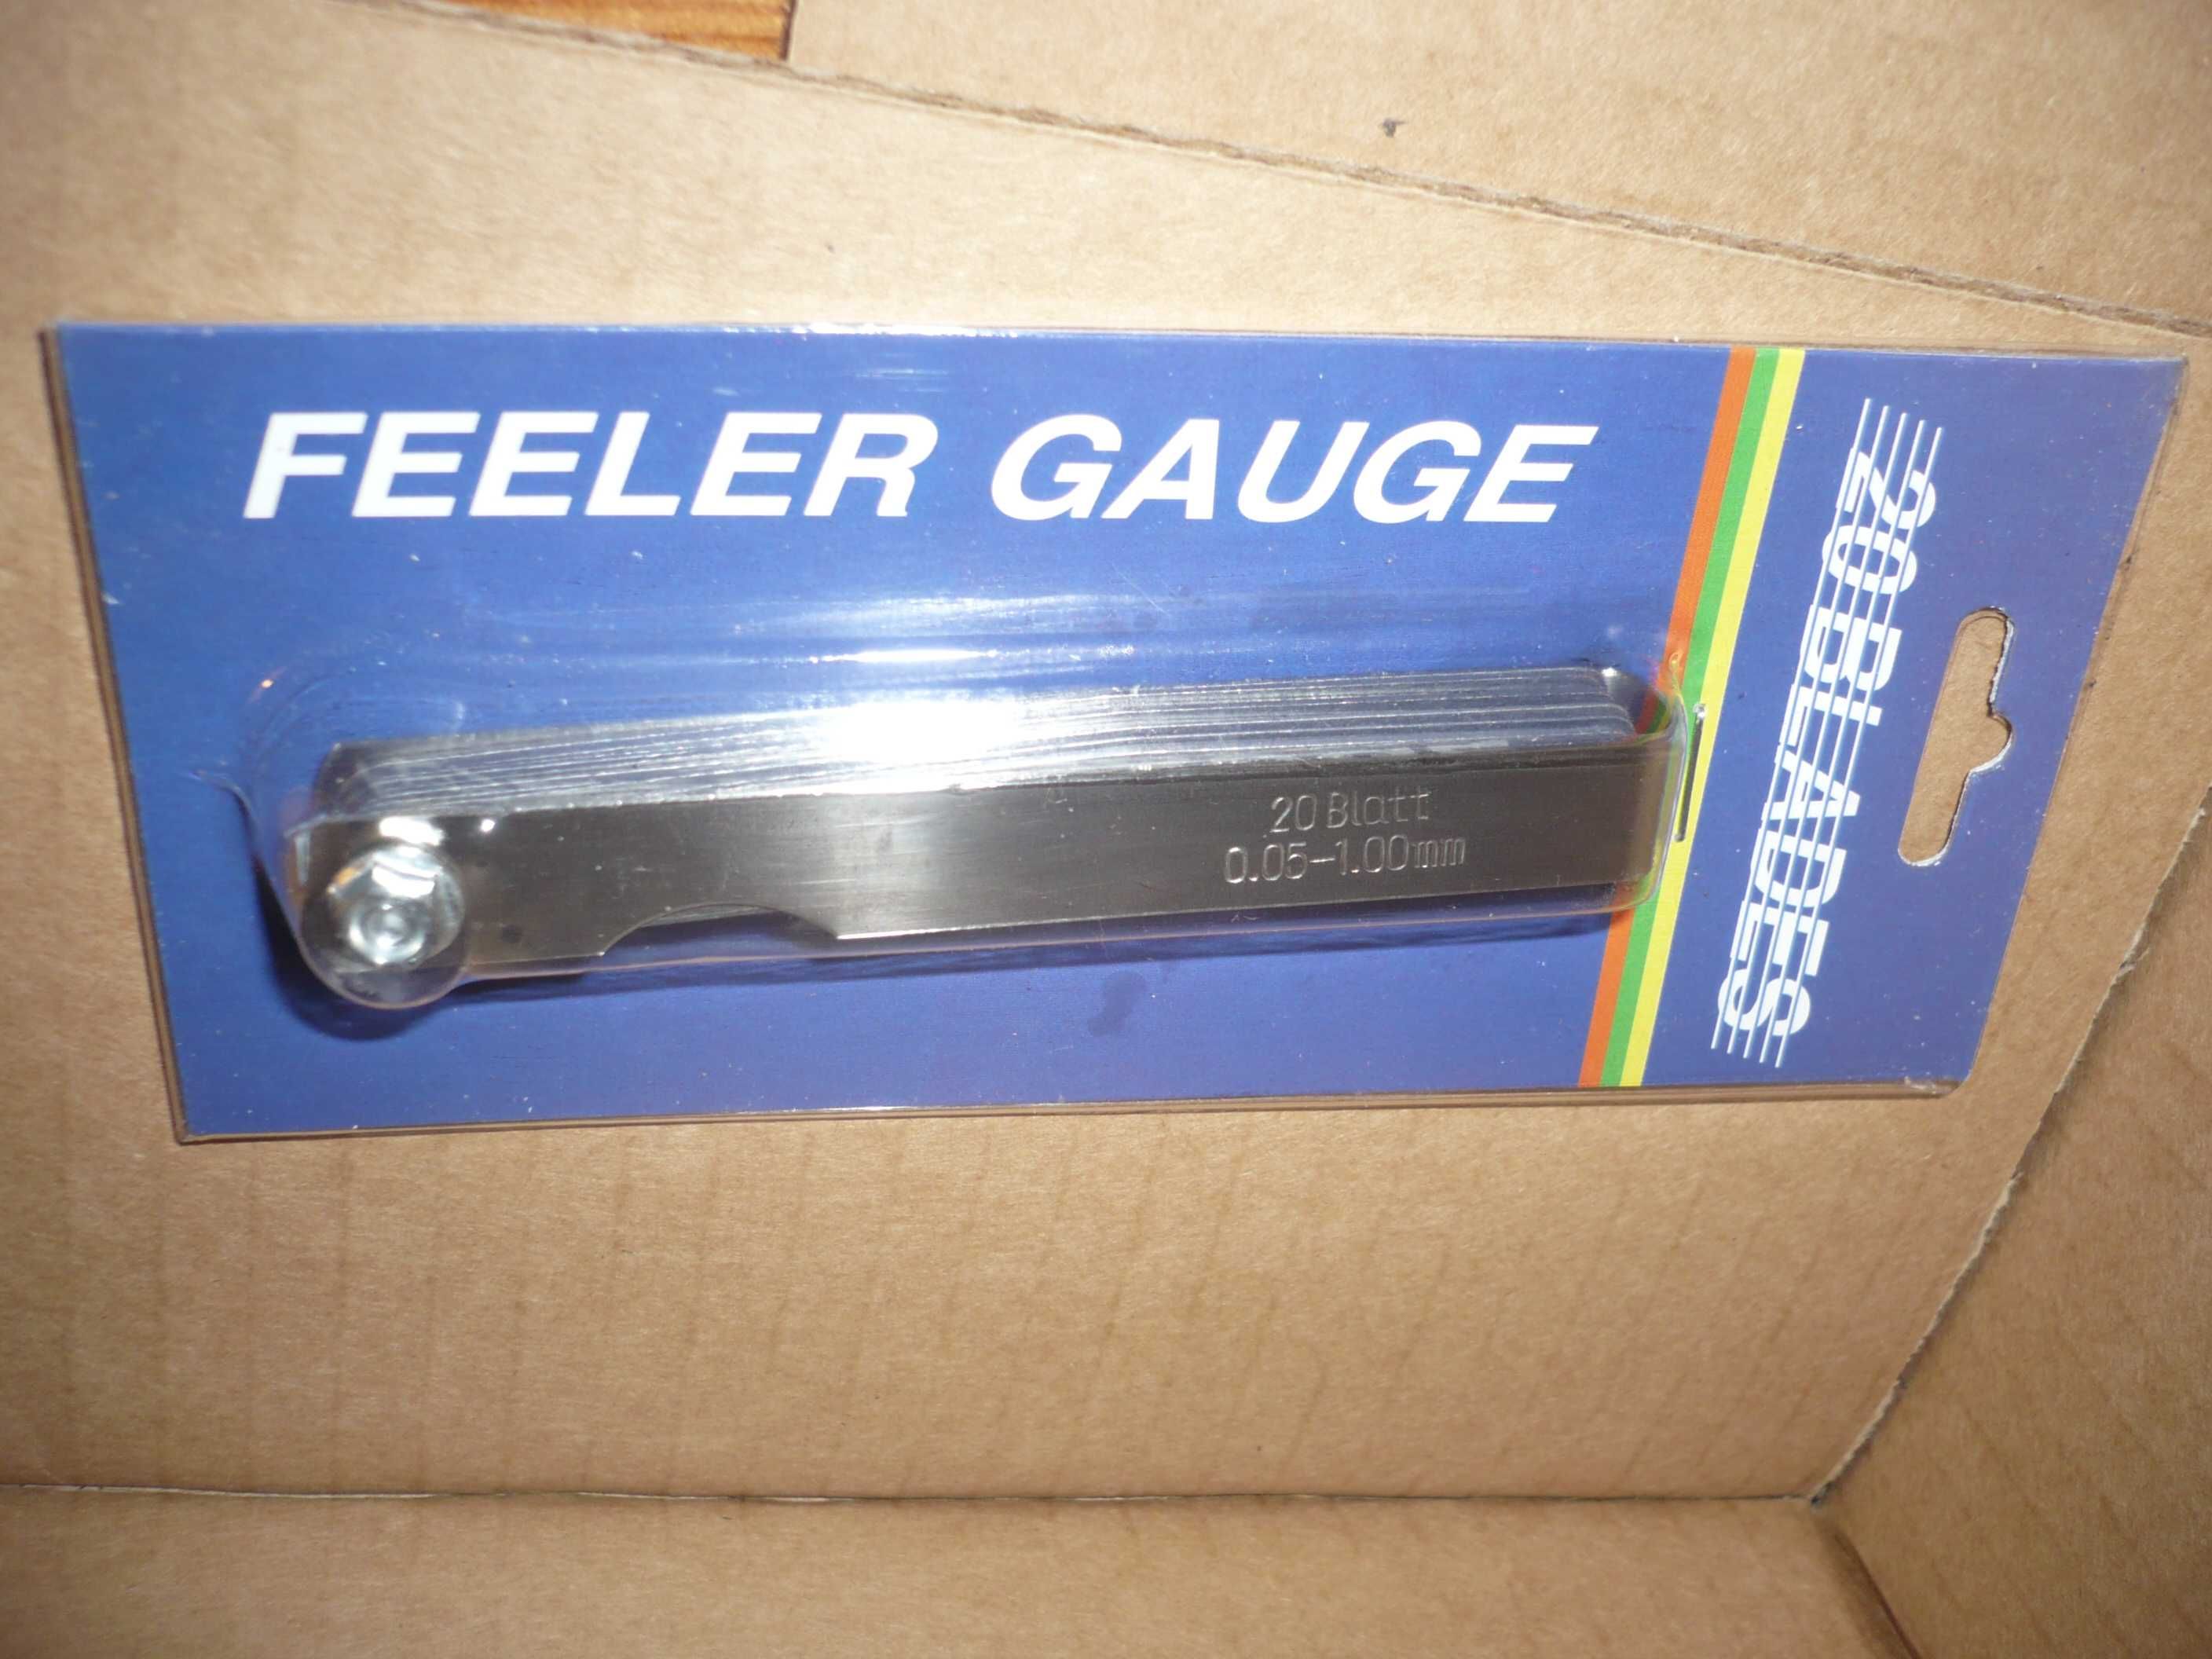 FEELER GAUGE
20 BLADES
20 Blatt
0.05-1.00mm